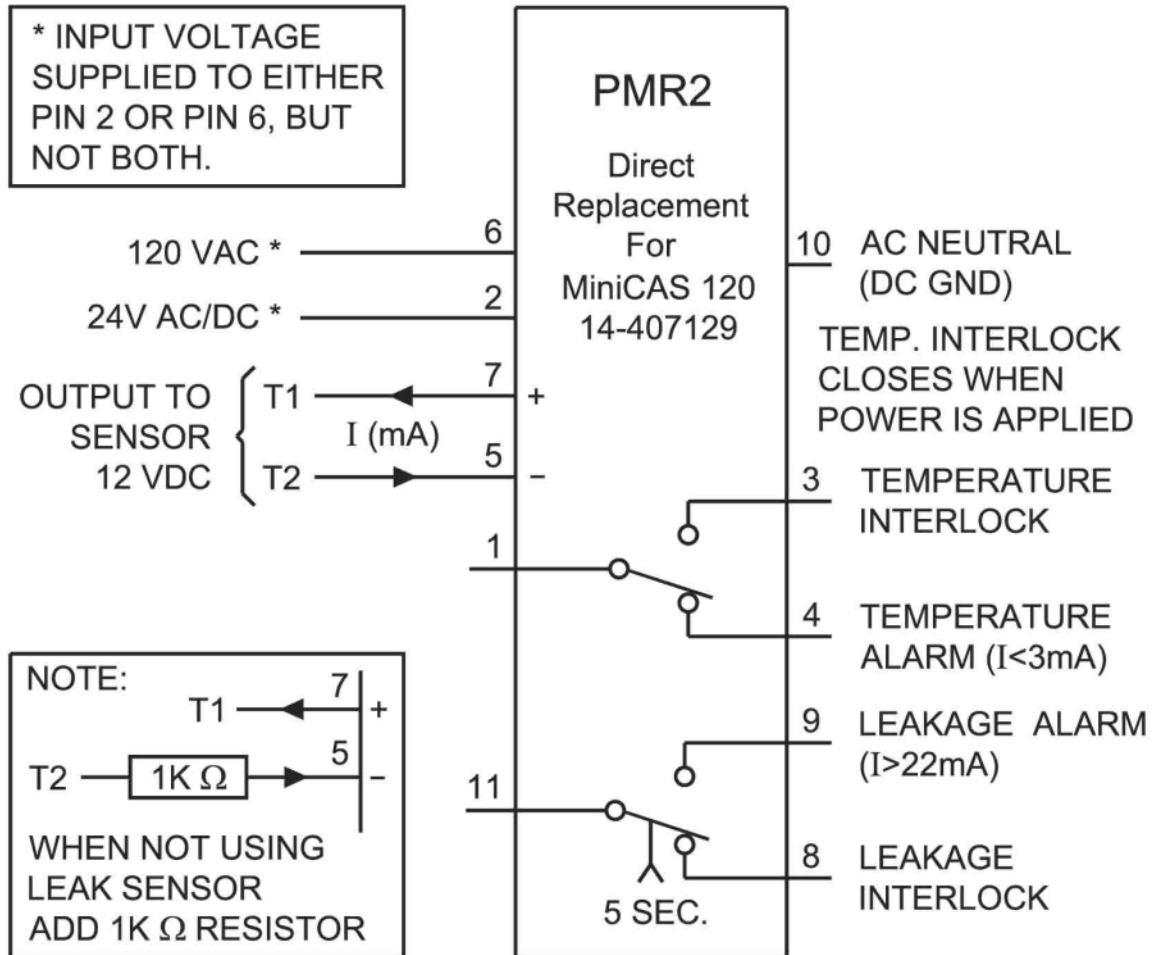 * INPUT VOLTAGE
SUPPLIED TO EITHER
PIN 2 OR PIN 6, BUT
NOT BOTH.
PMR2
Direct
Replacement
For
MiniCAS 120
14-407129
120 VAC *
6
24V AC/DC *
2
OUTPUT TO
SENSOR
12 VDC
T1
7
+
I (mA)
T2
5
−
1
11
5 SEC.
10
AC NEUTRAL
(DC GND)
TEMP. INTERLOCK
CLOSES WHEN
POWER IS APPLIED
3
TEMPERATURE
INTERLOCK
4
TEMPERATURE
ALARM (I<3mA)
9
LEAKAGE ALARM
(I>22mA)
8
LEAKAGE
INTERLOCK
NOTE:
T1
7
+
T2
1K Ω
5
−
WHEN NOT USING
LEAK SENSOR
ADD 1K Ω RESISTOR